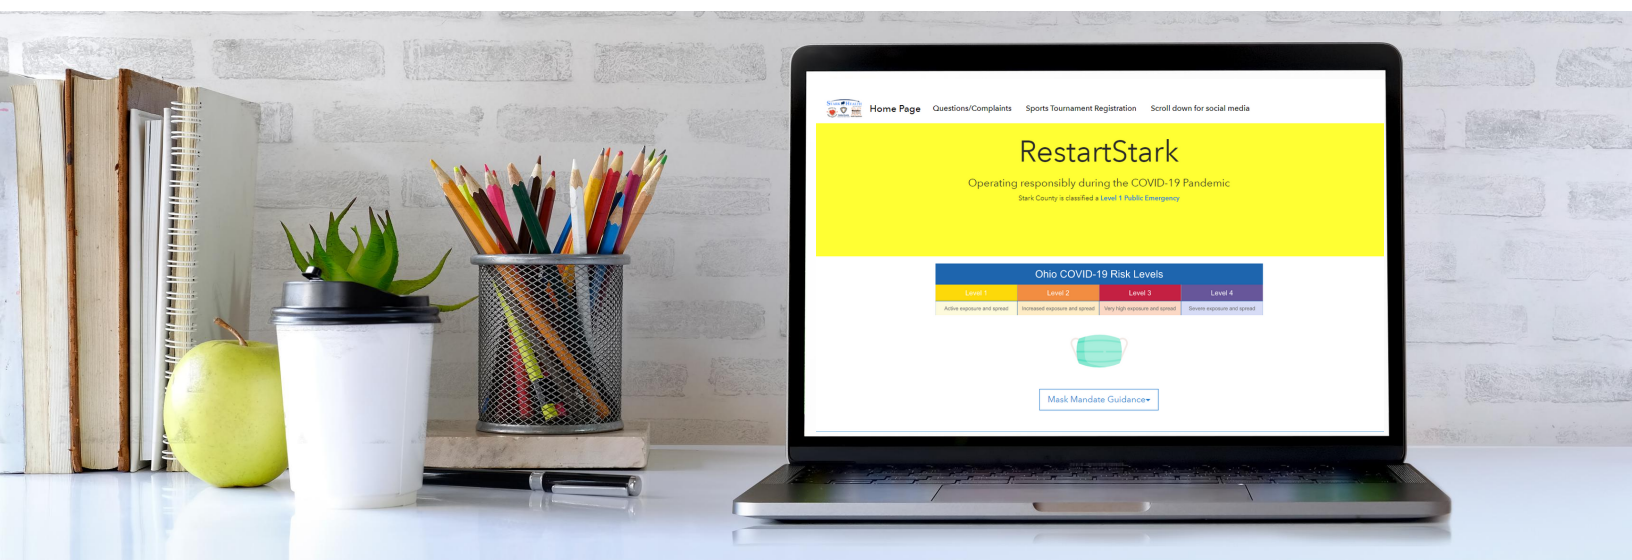 STARK HEALTH
Home Page
Questions/Complaints
Sports Tournament Registration
Scroll down for social media
RestartStark
Operating responsibly during the COVID-19 Pandemic
Stark County is classified a Level 1 Public Emergency
Ohio COVID-19 Risk Levels
Level 1 Level 2 Level 3 Level 4
Active exposure and spread Increased exposure and spread Very high exposure and spread Severe exposure and spread
Mask Mandate Guidance